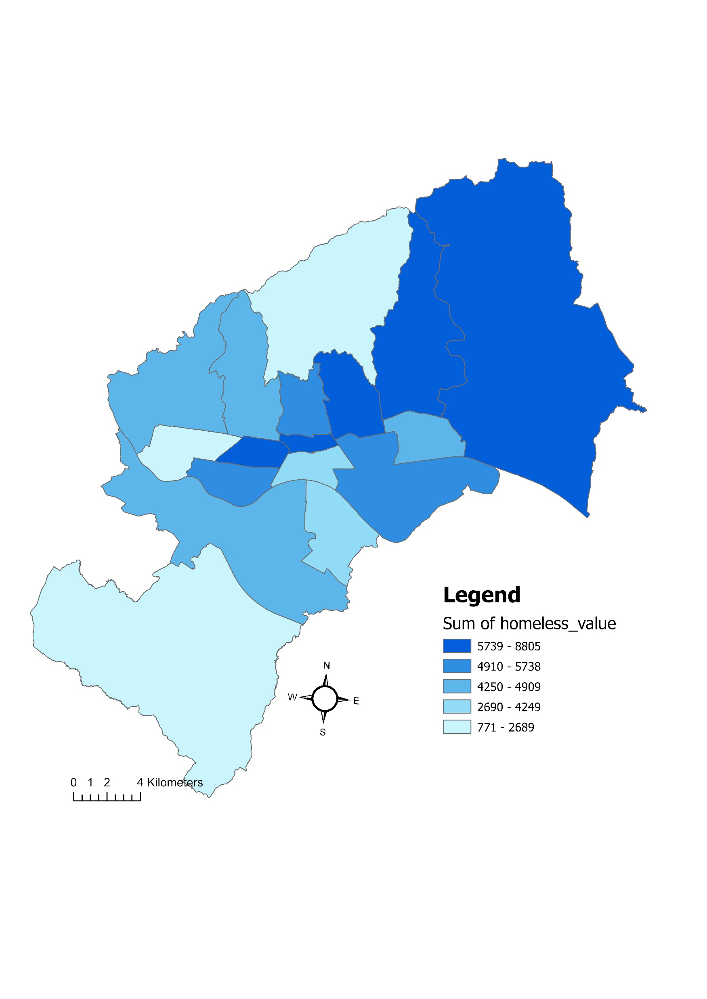 Legend
Sum of homeless_value
5739 - 8805
4910 - 5738
4250 - 4909
2690 - 4249
771 - 2689
N
W E
S
0 1 2 4 Kilometers